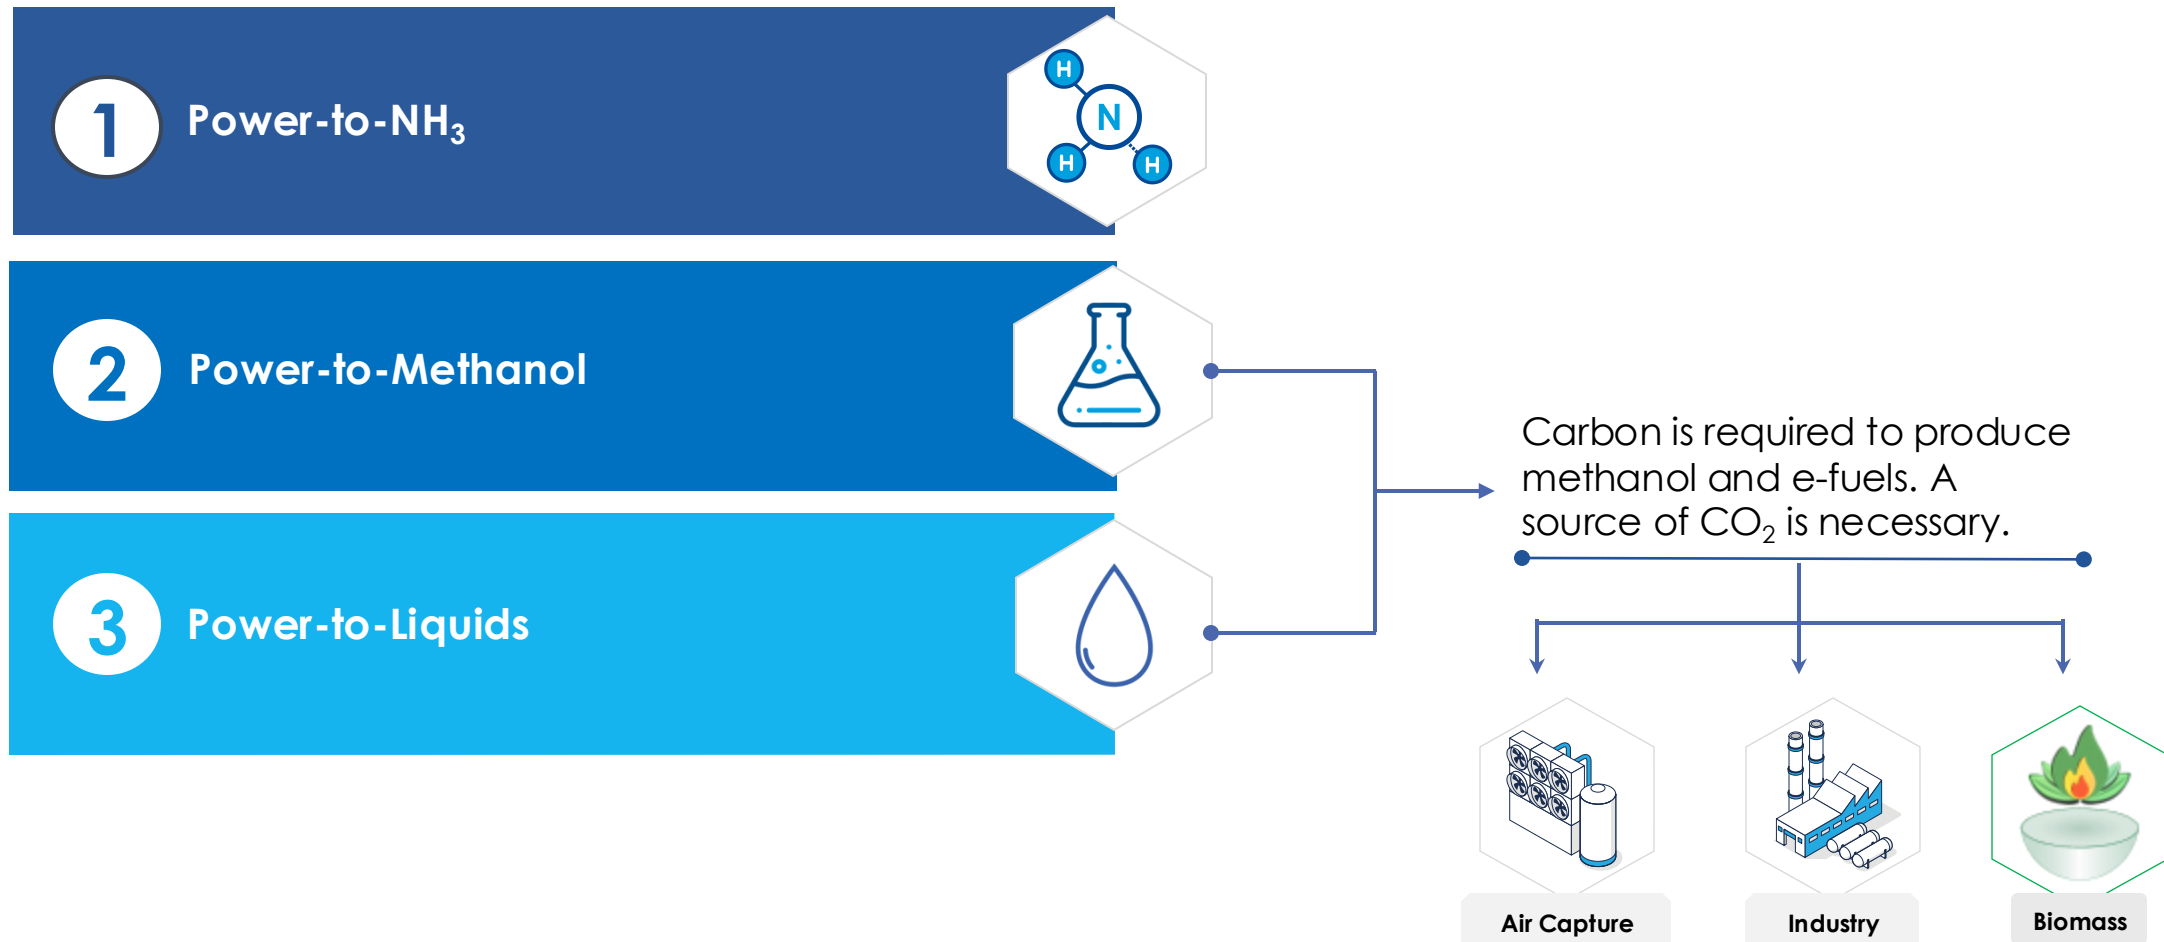 1
Power-to-NH₃
H
N
H
H
2
Power-to-Methanol
3
Power-to-Liquids
Carbon is required to produce
methanol and e-fuels. A
source of CO₂ is necessary.
Air Capture
Industry
Biomass